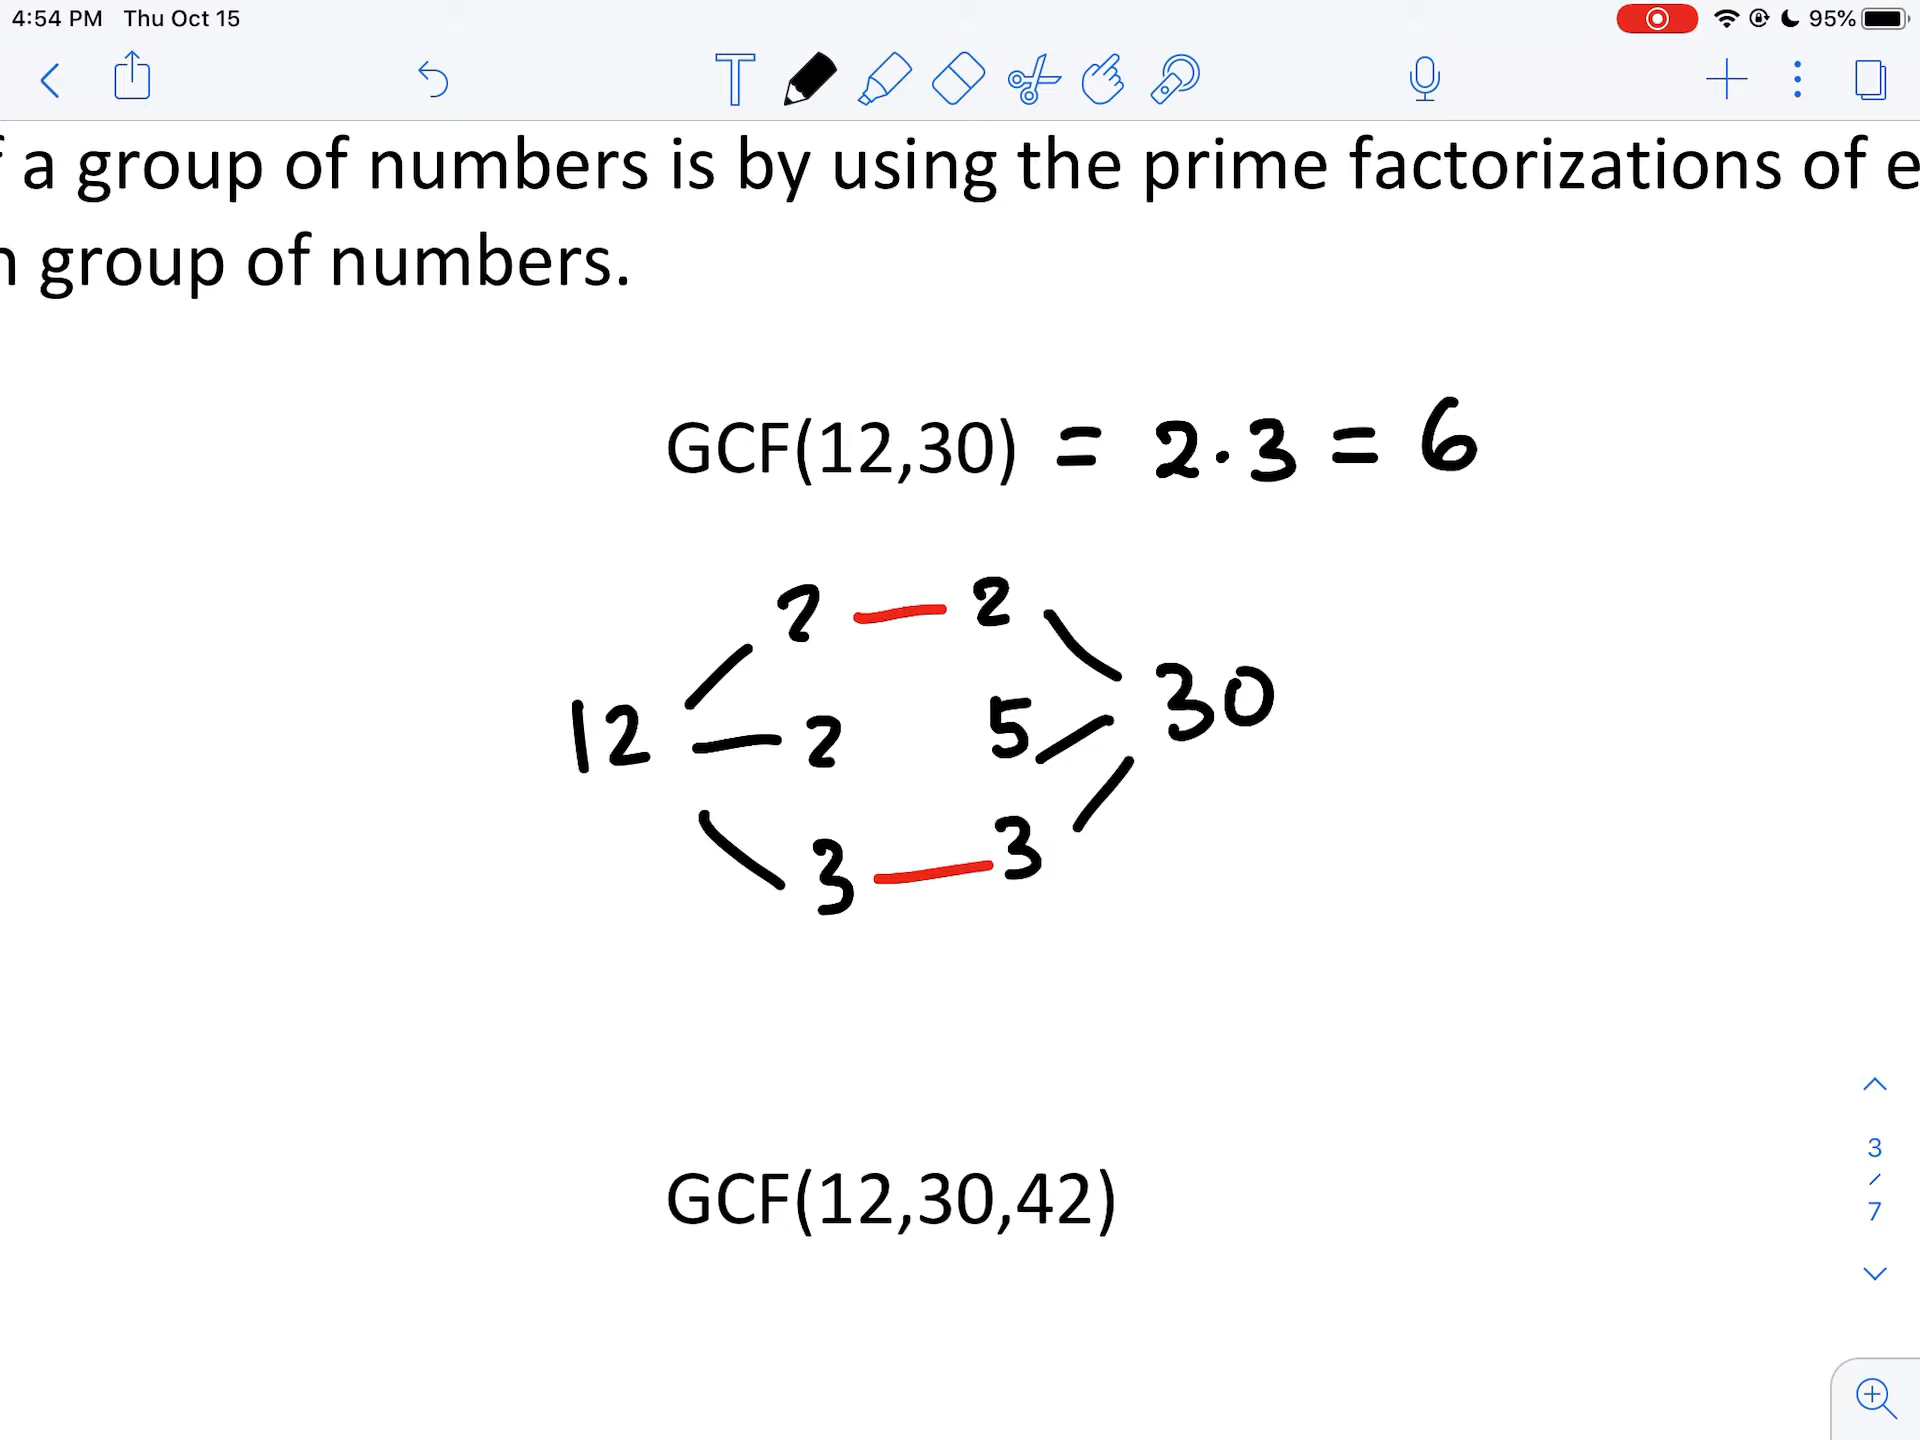 4:54 PM Thu Oct 15 95%
a group of numbers is by using the prime factorizations of
group of numbers.
GCF(12,30) = 2·3 = 6
2 2
12 2 5 30
3 3
GCF(12,30,42)
3
/
7